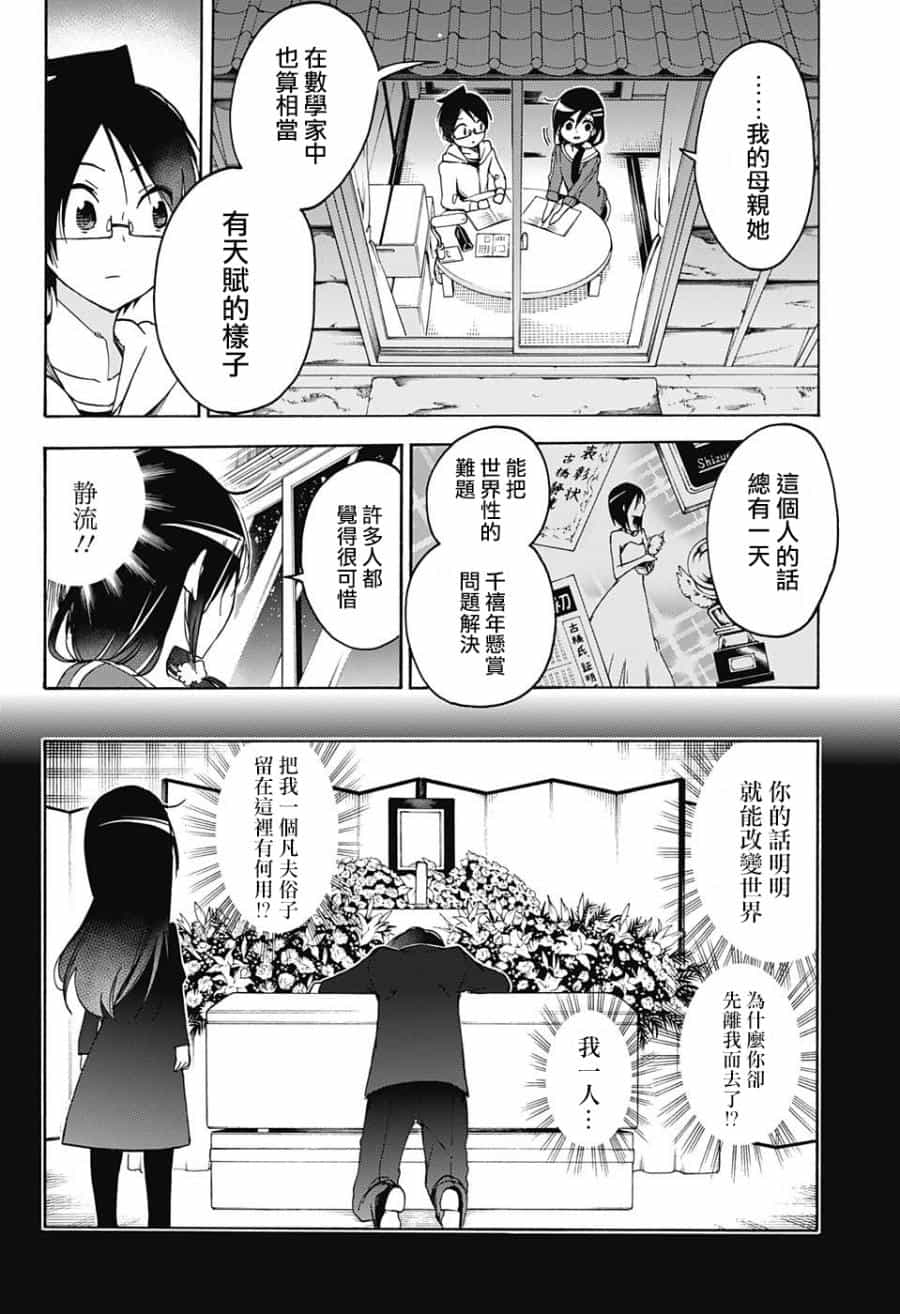 ……我的母親她
在數學家中
也算相當
有天賦的樣子
這個人的話
總有一天
Shizu
表彰状
能把
世界性的
難題
千禧年懸賞
問題解決
許多人都
覺得很可惜
静流!!
你的話明明
就能改變世界
為什麼你卻
先離我而去了!?
我一人…
把我一個凡夫俗子
留在這裡有何用!?